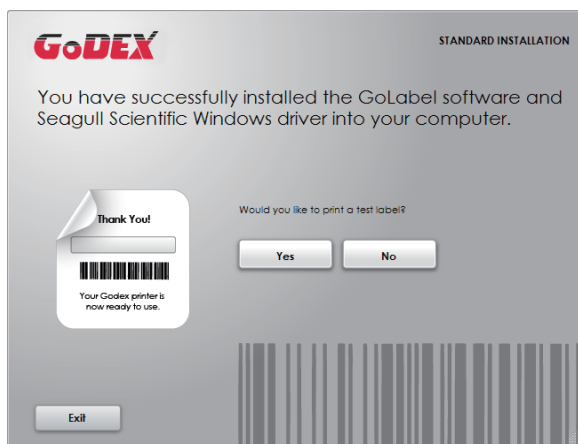 GoDEX
STANDARD INSTALLATION
You have successfully installed the GoLabel software and
Seagull Scientific Windows driver into your computer.
Thank You!
Your Godex printer is
now ready to use.
Would you like to print a test label?
Yes
No
Exit